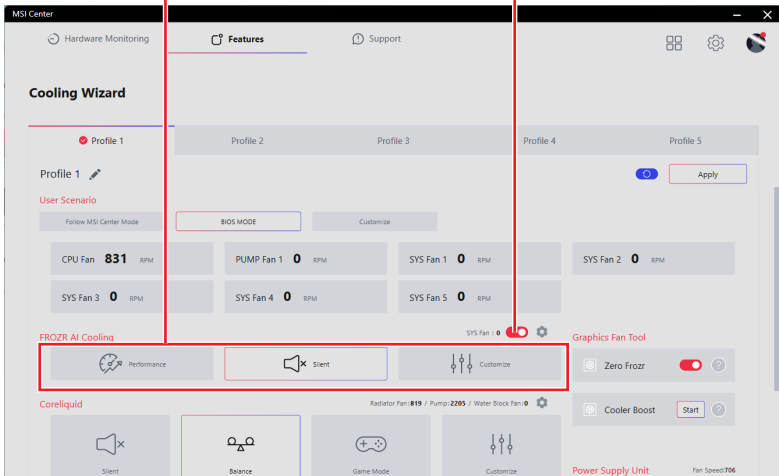 MSI Center
Hardware Monitoring Features Support
Cooling Wizard
Profile 1 Profile 2 Profile 3 Profile 4 Profile 5
Profile 1 Apply
User Scenario
Follow MSI Center Mode BIOS MODE Customize
CPU Fan 831 RPM PUMP Fan 1 0 RPM SYS Fan 1 0 RPM SYS Fan 2 0 RPM
SYS Fan 3 0 RPM SYS Fan 4 0 RPM SYS Fan 5 0 RPM
FROZR AI Cooling SYS Fan : 0 Graphics Fan Tool
Performance Silent Customize Zero Frozr ?
Coreliquid Radiator Fan:819 / Pump:2205 / Water Block Fan:0
Cooler Boost Start ?
Silent Balance Game Mode Customize Power Supply Unit Fan Speed:706